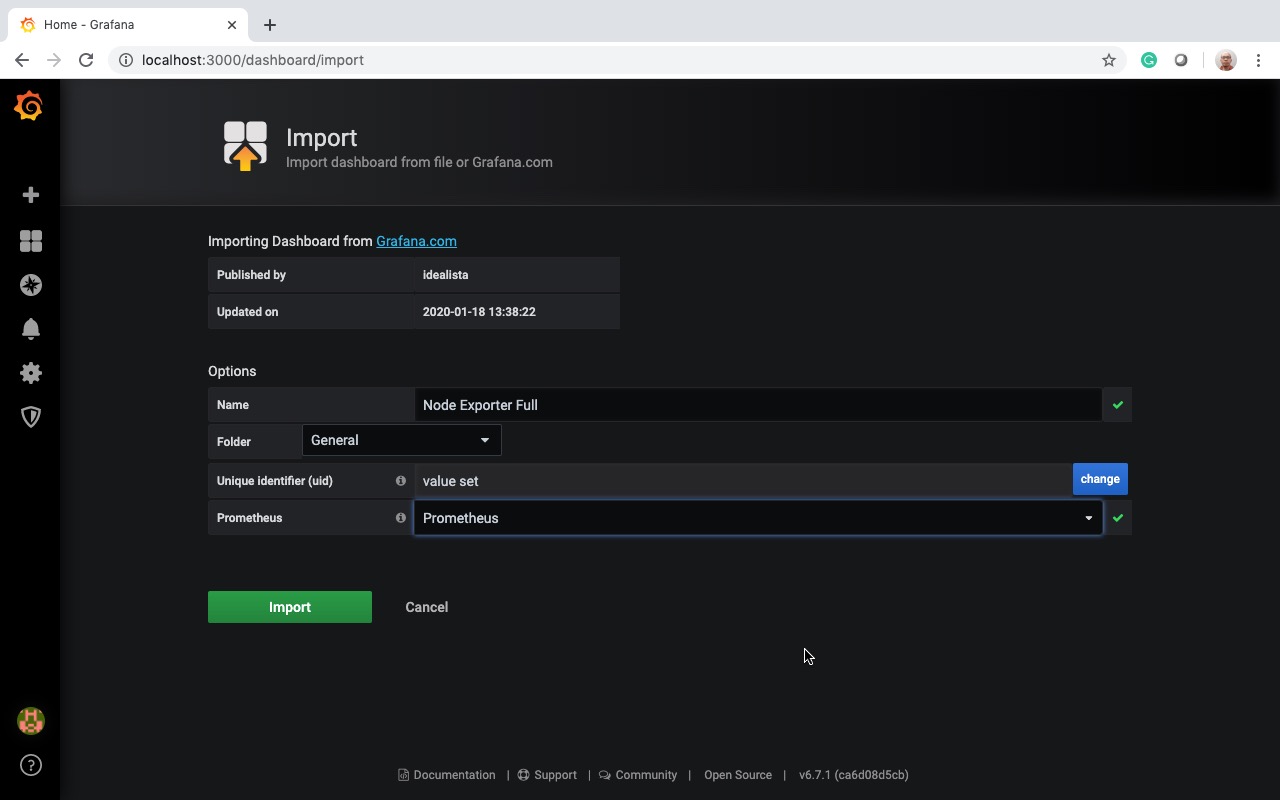 Home - Grafana
localhost:3000/dashboard/import
Import
Import dashboard from file or Grafana.com
Importing Dashboard from Grafana.com
Published by idealista
Updated on 2020-01-18 13:38:22
Options
Name Node Exporter Full
Folder General
Unique identifier (uid) value set change
Prometheus Prometheus
Import Cancel
Documentation | Support | Community | Open Source | v6.7.1 (ca6d08d5cb)